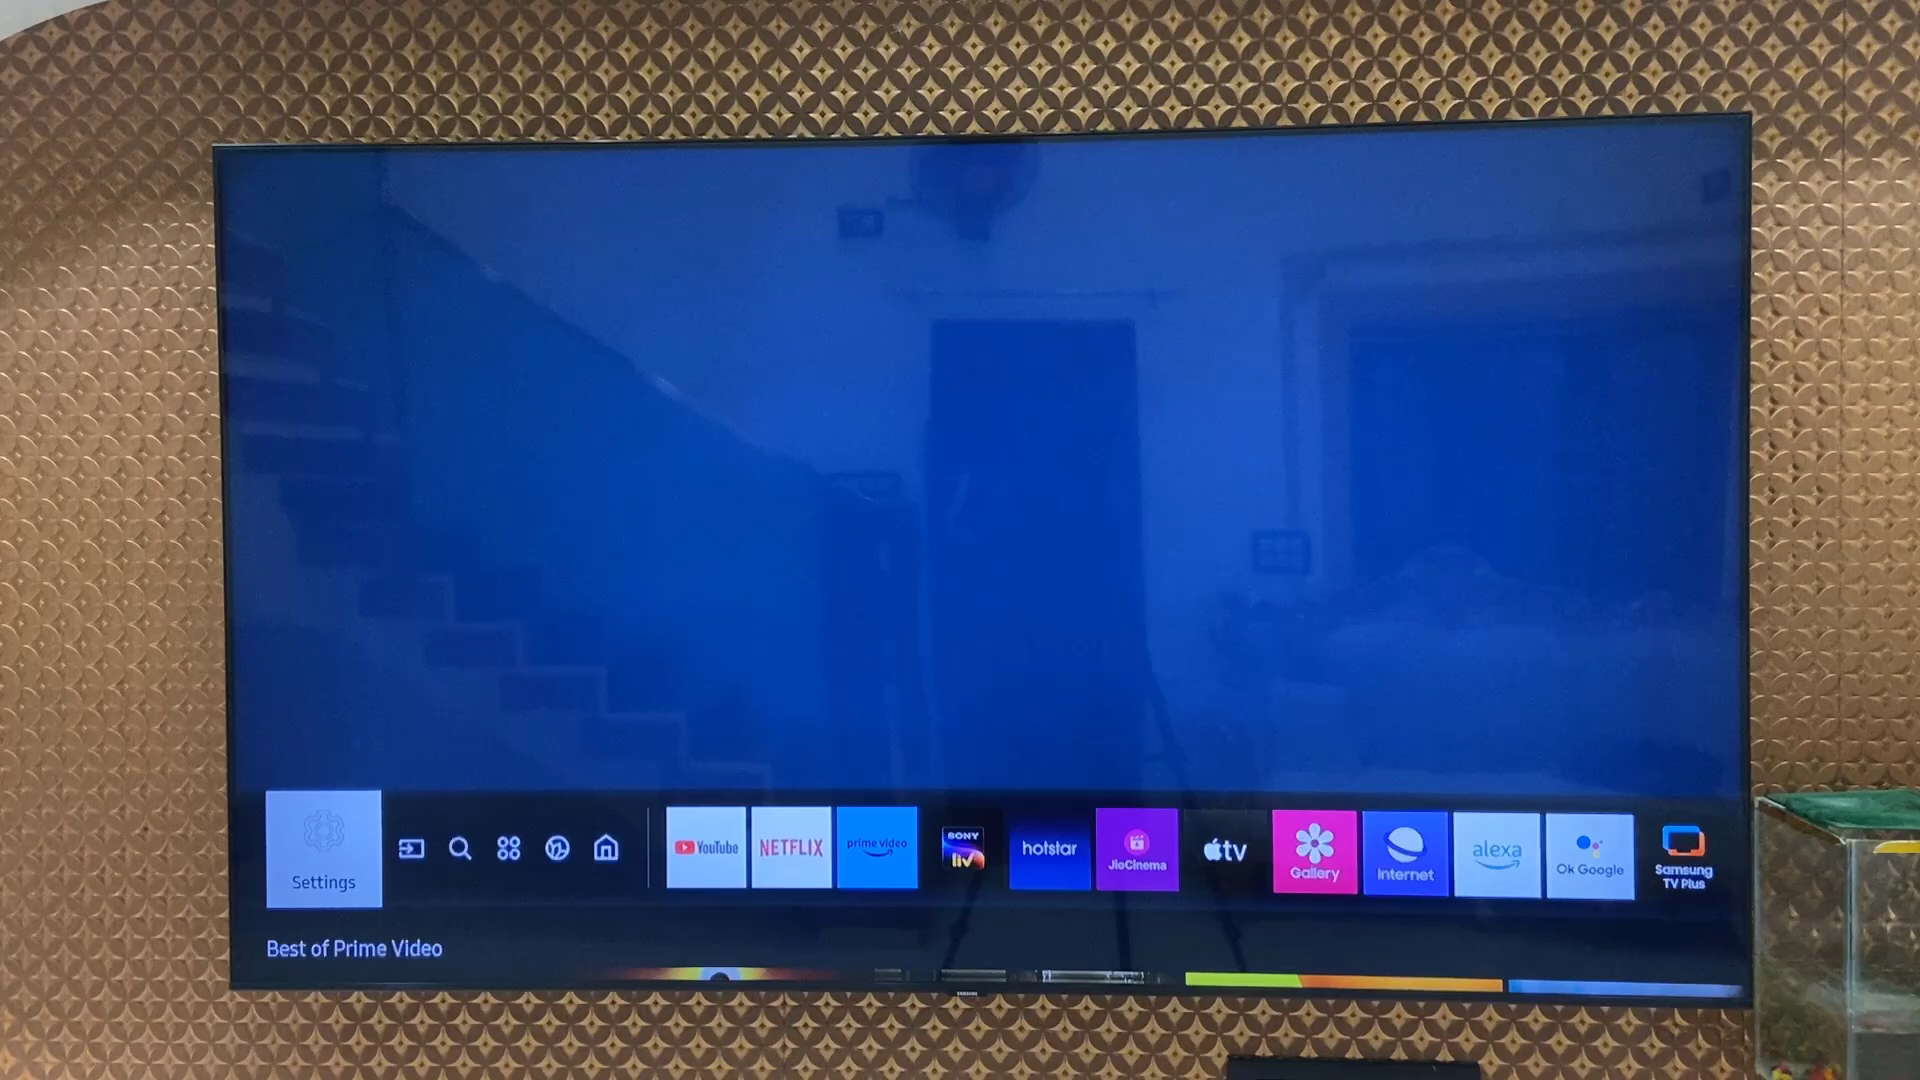 Settings
YouTube
NETFLIX
prime video
SONY
liv
hotstar
JioCinema
tv
Gallery
Internet
alexa
Ok Google
Samsung
TV Plus
Best of Prime Video
SAMSUNG